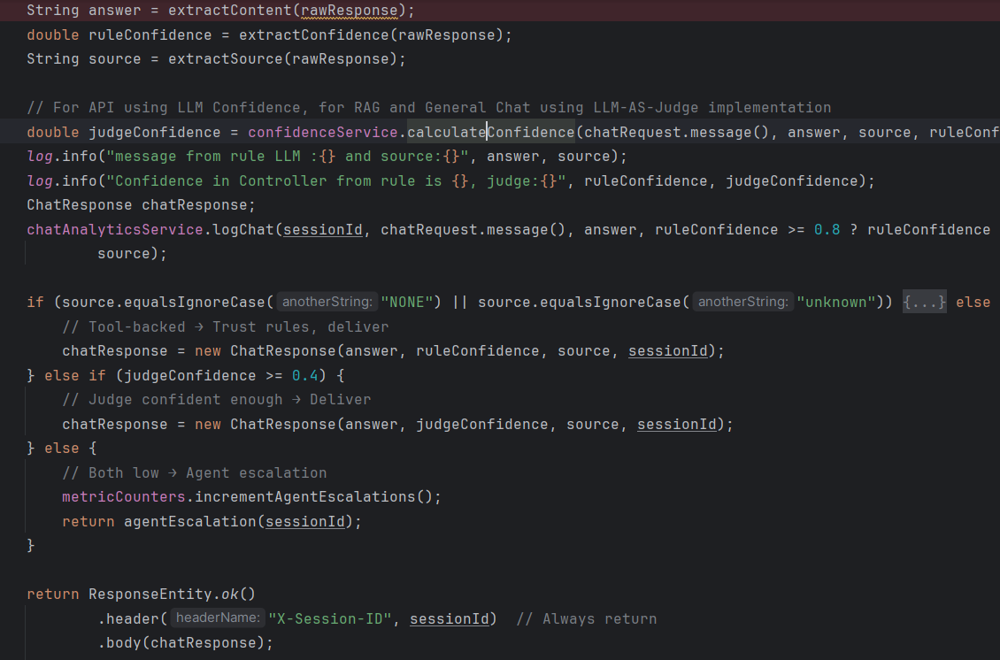 String answer = extractContent(rawResponse);
double ruleConfidence = extractConfidence(rawResponse);
String source = extractSource(rawResponse);
// For API using LLM Confidence, for RAG and General Chat using LLM-AS-Judge implementation
double judgeConfidence = confidenceService.calculateConfidence(chatRequest.message(), answer, source, ruleConf
log.info("message from rule LLM :{} and source:{}", answer, source);
log.info("Confidence in Controller from rule is {}, judge:{}", ruleConfidence, judgeConfidence);
ChatResponse chatResponse;
chatAnalyticsService.logChat(sessionId, chatRequest.message(), answer, ruleConfidence >= 0.8 ? ruleConfidence
source);
if (source.equalsIgnoreCase( anotherString: "NONE") || source.equalsIgnoreCase( anotherString: "unknown")) {...} else
// Tool-backed → Trust rules, deliver
chatResponse = new ChatResponse(answer, ruleConfidence, source, sessionId);
} else if (judgeConfidence >= 0.4) {
// Judge confident enough → Deliver
chatResponse = new ChatResponse(answer, judgeConfidence, source, sessionId);
} else {
// Both low → Agent escalation
metricCounters.incrementAgentEscalations();
return agentEscalation(sessionId);
}
return ResponseEntity.ok()
.header( headerName: "X-Session-ID", sessionId)  // Always return
.body(chatResponse);